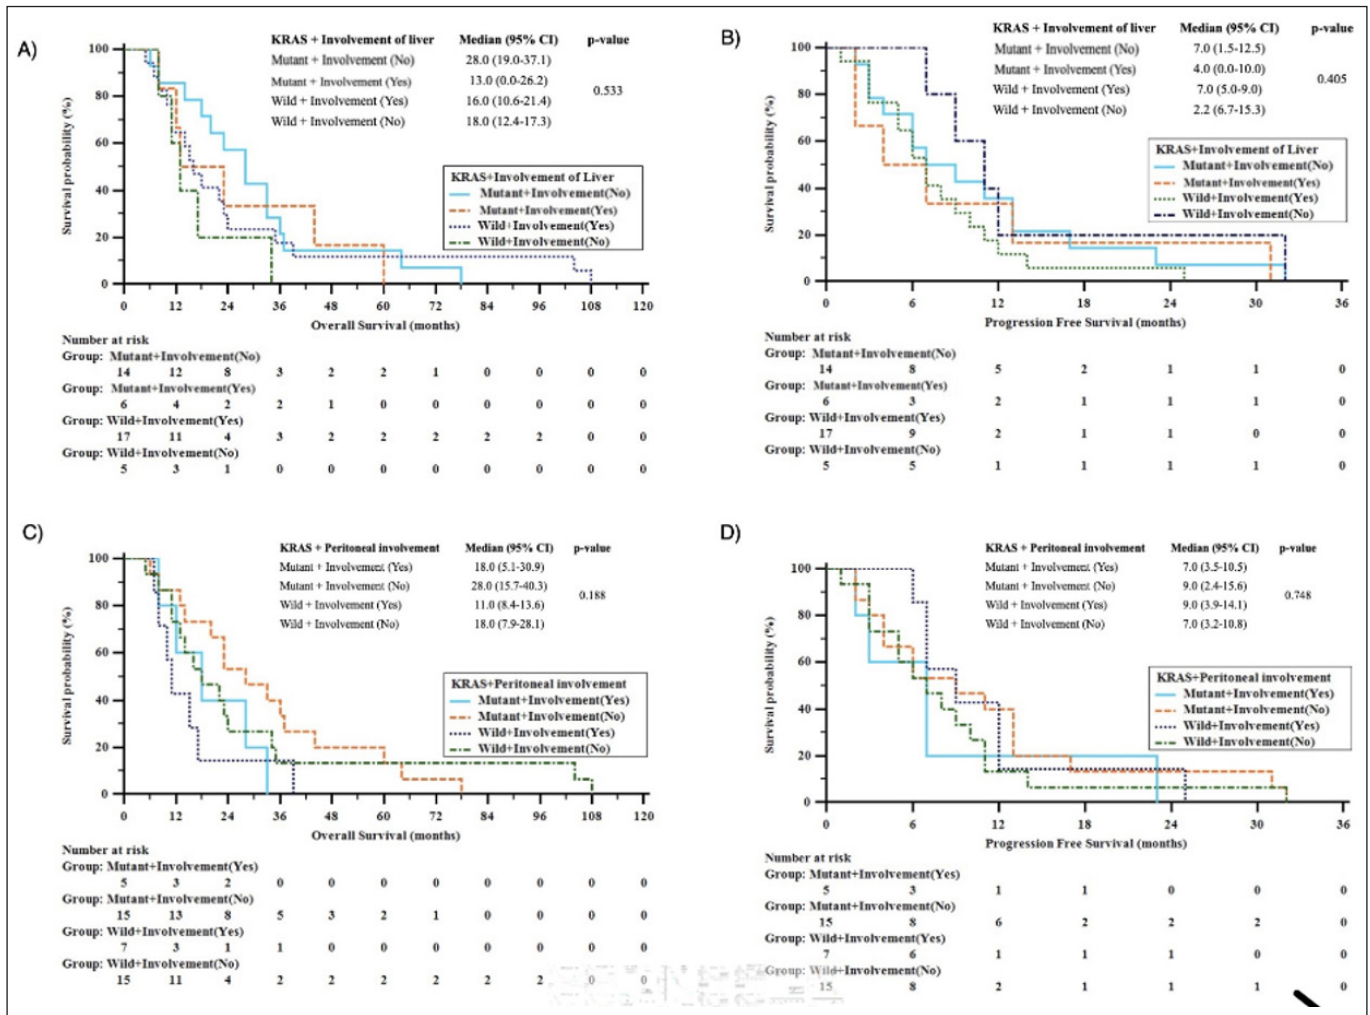 A)
KRAS + Involvement of liver Median (95% CI) p-value
Mutant + Involvement (No) 28.0 (19.0-37.1)
Mutant + Involvement (Yes) 13.0 (0.0-26.2)
0.533
Wild + Involvement (Yes) 16.0 (10.6-21.4)
Wild + Involvement (No) 18.0 (12.4-17.3)
KRAS+Involvement of Liver
Mutant+Involvement(No)
Mutant+Involvement(Yes)
Wild+Involvement(Yes)
Wild+Involvement(No)
Survival probability (%)
100
80
60
40
20
0
0 12 24 36 48 60 72 84 96 108 120
Overall Survival (months)
Number at risk
Group: Mutant+Involvement(No)
14 12 8 3 2 2 1 0 0 0 0
Group: Mutant+Involvement(Yes)
6 4 2 2 1 0 0 0 0 0 0
Group: Wild+Involvement(Yes)
17 11 4 3 2 2 2 2 2 0 0
Group: Wild+Involvement(No)
5 3 1 0 0 0 0 0 0 0 0
B)
KRAS + Involvement of liver Median (95% CI) p-value
Mutant + Involvement (No) 7.0 (1.5-12.5)
Mutant + Involvement (Yes) 4.0 (0.0-10.0)
0.405
Wild + Involvement (Yes) 7.0 (5.0-9.0)
Wild + Involvement (No) 2.2 (6.7-15.3)
KRAS+Involvement of Liver
Mutant+Involvement(No)
Mutant+Involvement(Yes)
Wild+Involvement(Yes)
Wild+Involvement(No)
Survival probability (%)
100
80
60
40
20
0
0 6 12 18 24 30 36
Progression Free Survival (months)
Number at risk
Group: Mutant+Involvement(No)
14 8 5 2 1 1 0
Group: Mutant+Involvement(Yes)
6 3 2 1 1 1 0
Group: Wild+Involvement(Yes)
17 9 2 1 1 0 0
Group: Wild+Involvement(No)
5 5 1 1 1 1 0
C)
KRAS + Peritoneal involvement Median (95% CI) p-value
Mutant + Involvement (Yes) 18.0 (5.1-30.9)
Mutant + Involvement (No) 28.0 (15.7-40.3)
0.188
Wild + Involvement (Yes) 11.0 (8.4-13.6)
Wild + Involvement (No) 18.0 (7.9-28.1)
KRAS+Peritoneal involvement
Mutant+Involvement(Yes)
Mutant+Involvement(No)
Wild+Involvement(Yes)
Wild+Involvement(No)
Survival probability (%)
100
80
60
40
20
0
0 12 24 36 48 60 72 84 96 108 120
Overall Survival (months)
Number at risk
Group: Mutant+Involvement(Yes)
5 3 2 0 0 0 0 0 0 0 0
Group: Mutant+Involvement(No)
15 13 8 5 3 2 1 0 0 0 0
Group: Wild+Involvement(Yes)
7 3 1 1 0 0 0 0 0 0 0
Group: Wild+Involvement(No)
15 11 4 2 2 2 2 2 2 0 0
D)
KRAS + Peritoneal involvement Median (95% CI) p-value
Mutant + Involvement (Yes) 7.0 (3.5-10.5)
Mutant + Involvement (No) 9.0 (2.4-15.6)
0.748
Wild + Involvement (Yes) 9.0 (3.9-14.1)
Wild + Involvement (No) 7.0 (3.2-10.8)
KRAS+Peritoneal involvement
Mutant+Involvement(Yes)
Mutant+Involvement(No)
Wild+Involvement(Yes)
Wild+Involvement(No)
Survival probability (%)
100
80
60
40
20
0
0 6 12 18 24 30 36
Progression Free Survival (months)
Number at risk
Group: Mutant+Involvement(Yes)
5 3 1 1 0 0 0
Group: Mutant+Involvement(No)
15 8 6 2 2 2 0
Group: Wild+Involvement(Yes)
7 6 1 1 1 0 0
Group: Wild+Involvement(No)
15 8 2 1 1 1 0